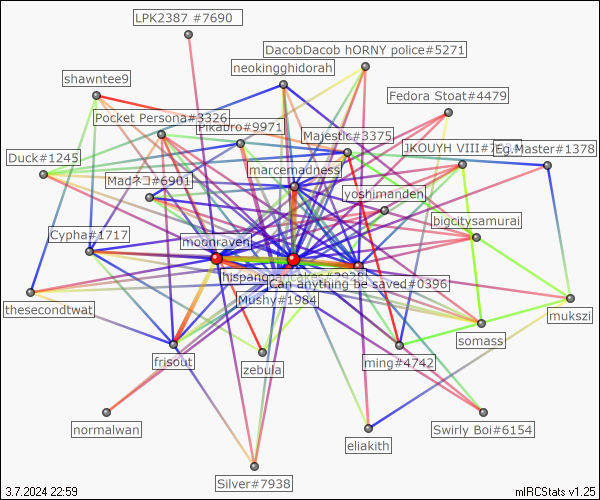 LPK2387 #7690
DacobDacob hORNY police#5271
neokingghidorah
shawntee9
Fedora Stoat#4479
Pocket Persona#3326
Pikabro#9971
Majestic#3375
JKOUYH VIII#
Eg.Master#1378
Duck#1245
marcemadness
Madネコ#6901
yoshimanden
bigcitysamurai
Cypha#1717
moonraven
Can anything be saved#0396
Mushy#1984
thesecondtwat
mukszi
somass
frisout
zebula
ming#4742
normalwan
Swirly Boi#6154
eliakith
Silver#7938
3.7.2024 22:59
mIRCStats v1.25